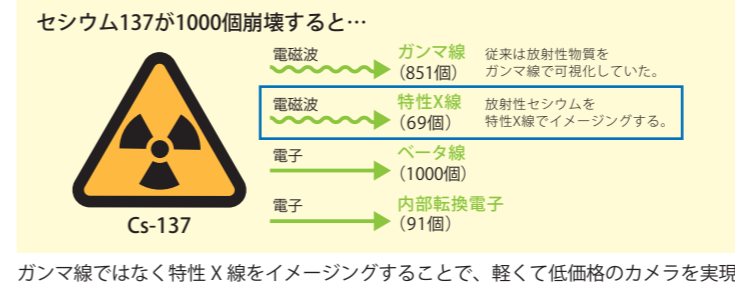 セシウム137が1000個崩壊すると…
電磁波
ガンマ線
（851個）
従来は放射性物質を
ガンマ線で可視化していた。
電磁波
特性X線
（69個）
放射性セシウムを
特性X線でイメージングする。
電子
ベータ線
（1000個）
電子
内部転換電子
（91個）
Cs-137
ガンマ線ではなく特性 X 線をイメージングすることで、軽くて低価格のカメラを実現